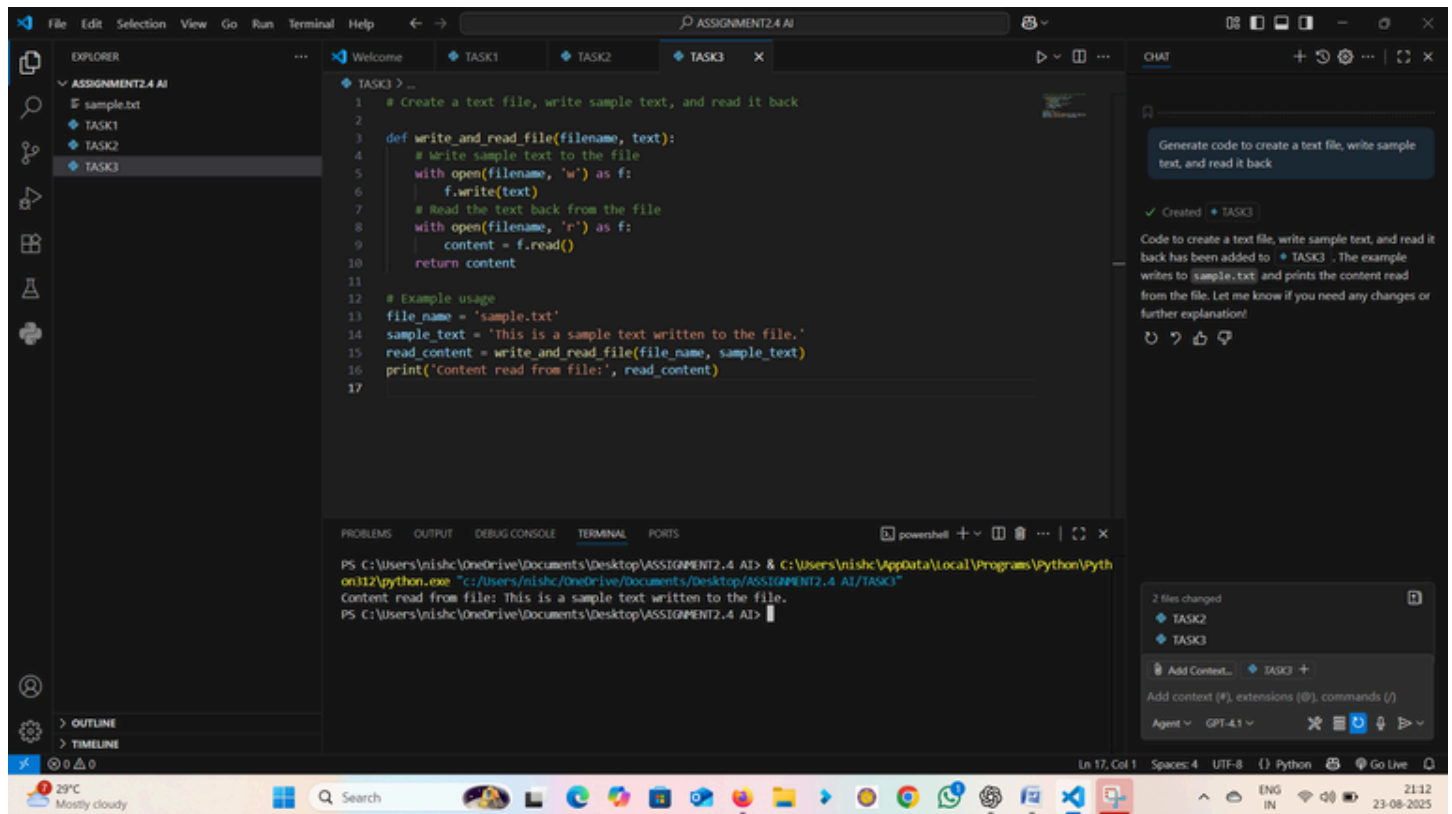 File Edit Selection View Go Run Terminal Help
ASSIGNMENT2.4 AI
EXPLORER
ASSIGNMENT2.4 AI
sample.txt
TASK1
TASK2
TASK3
OUTLINE
TIMELINE
Welcome TASK1 TASK2 TASK3
TASK3 > ...
1 # Create a text file, write sample text, and read it back
2
3 def write_and_read_file(filename, text):
4 # Write sample text to the file
5 with open(filename, 'w') as f:
6 f.write(text)
7 # Read the text back from the file
8 with open(filename, 'r') as f:
9 content = f.read()
10 return content
11
12 # Example usage
13 file_name = 'sample.txt'
14 sample_text = 'This is a sample text written to the file.'
15 read_content = write_and_read_file(file_name, sample_text)
16 print('Content read from file:', read_content)
17
PROBLEMS OUTPUT DEBUG CONSOLE TERMINAL PORTS
powershell
PS C:\Users\nishc\OneDrive\Documents\Desktop\ASSIGNMENT2.4 AI> & C:\Users\nishc\AppData\Local\Programs\Python\Pyth
on312\python.exe "c:/Users/nishc/OneDrive/Documents/Desktop/ASSIGNMENT2.4 AI/TASK3"
Content read from file: This is a sample text written to the file.
PS C:\Users\nishc\OneDrive\Documents\Desktop\ASSIGNMENT2.4 AI>
CHAT
Generate code to create a text file, write sample
text, and read it back
Created TASK3
Code to create a text file, write sample text, and read it
back has been added to TASK3 . The example
writes to sample.txt and prints the content read
from the file. Let me know if you need any changes or
further explanation!
2 files changed
TASK2
TASK3
Add Context... TASK3 +
Add context (#), extensions (@), commands (/)
Agent GPT-4.1
0 0
Ln 17, Col 1 Spaces: 4 UTF-8 {} Python Go Live
7
29°C
Mostly cloudy
Search
1
ENG
IN
21:12
23-08-2025